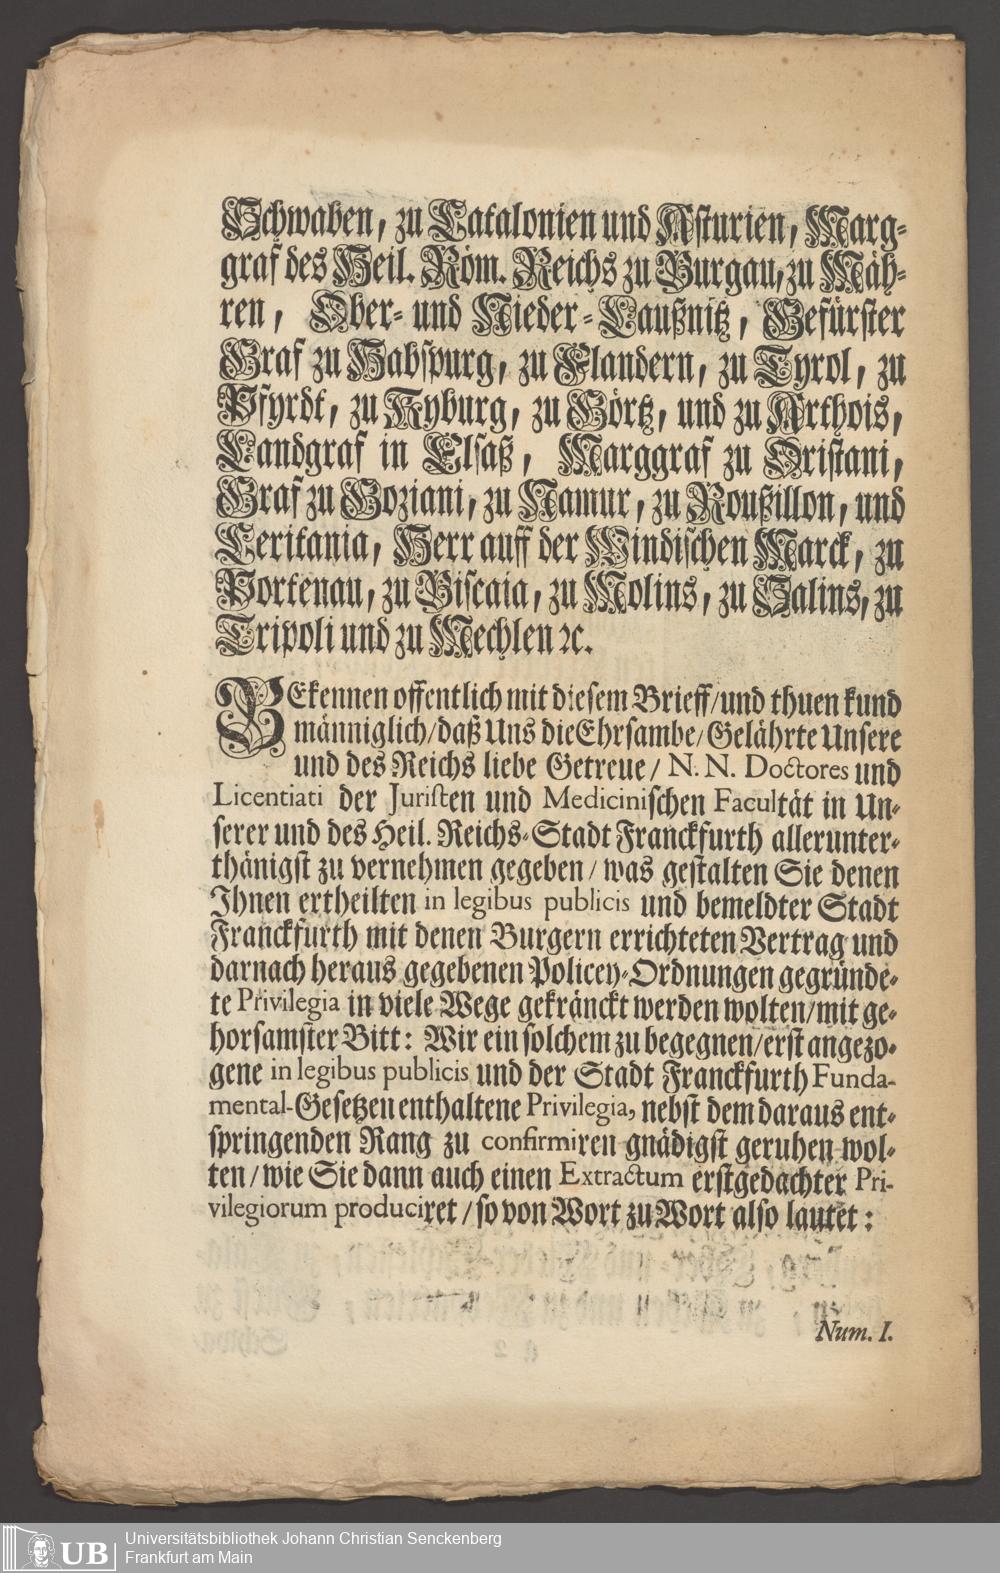 Schwaben, zu Catalonien und Asturien, Marg-
graf des Heil. Röm. Reichs zu Burgau, zu Mäh-
ren, Ober- und Nieder-Laußnitz, Gefürster
Graf zu Habspurg, zu Flandern, zu Tyrol, zu
Pfyrdt, zu Kyburg, zu Görtz, und zu Arthois,
Landgraf in Elsaß, Marggraf zu Oristani,
Graf zu Goziani, zu Namur, zu Roußillon, und
Ceritania, Herr auff der Windischen Marck, zu
Portenau, zu Biscaia, zu Molins, zu Salins, zu
Tripoli und zu Mechlen ꝛc.
BEkennen offentlich mit diesem Brieff/und thuen kund
männiglich/daß Uns die Ehrsambe/Gelährte Unsere
und des Reichs liebe Getreue/ N. N. Doctores und
Licentiati der Juristen und Medicinischen Facultät in Un-
serer und des Heil. Reichs-Stadt Franckfurth allerunter-
thänigst zu vernehmen gegeben/was gestalten Sie denen
Ihnen ertheilten in legibus publicis und bemeldter Stadt
Franckfurth mit denen Burgern errichteten Vertrag und
darnach heraus gegebenen Policey-Ordnungen gegründe-
te Privilegia in viele Wege gekränckt werden wolten/mit ge-
horsamster Bitt: Wir ein solchem zu begegnen/erst angezo-
gene in legibus publicis und der Stadt Franckfurth Funda-
mental-Gesetzen enthaltene Privilegia, nebst dem daraus ent-
springenden Rang zu confirmiren gnädigst geruhen wol-
ten/wie Sie dann auch einen Extractum erstgedachter Pri-
vilegiorum produciret/so von Wort zu Wort also lautet:
Num. I.
UB
Universitätsbibliothek Johann Christian Senckenberg
Frankfurt am Main